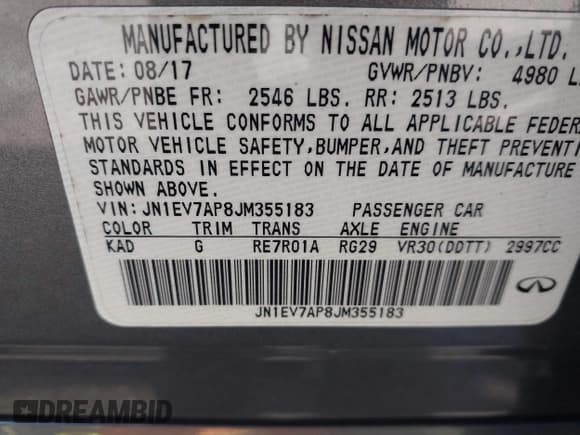 MANUFACTURED BY NISSAN MOTOR CO.,LTD.
DATE: 08/17 GVWR/PNBV: 4980 L
GAWR/PNBE FR: 2546 LBS. RR: 2513 LBS.
THIS VEHICLE CONFORMS TO ALL APPLICABLE FEDER
MOTOR VEHICLE SAFETY,BUMPER,AND THEFT PREVENTI
STANDARDS IN EFFECT ON THE DATE OF MANUFACTURE
SHOWN ABOVE.
VIN: JN1EV7AP8JM355183 PASSENGER CAR
COLOR TRIM TRANS AXLE ENGINE
KAD G RE7R01A RG29 VR30(DDTT) 2997CC
JN1EV7AP8JM355183
DREAMBID